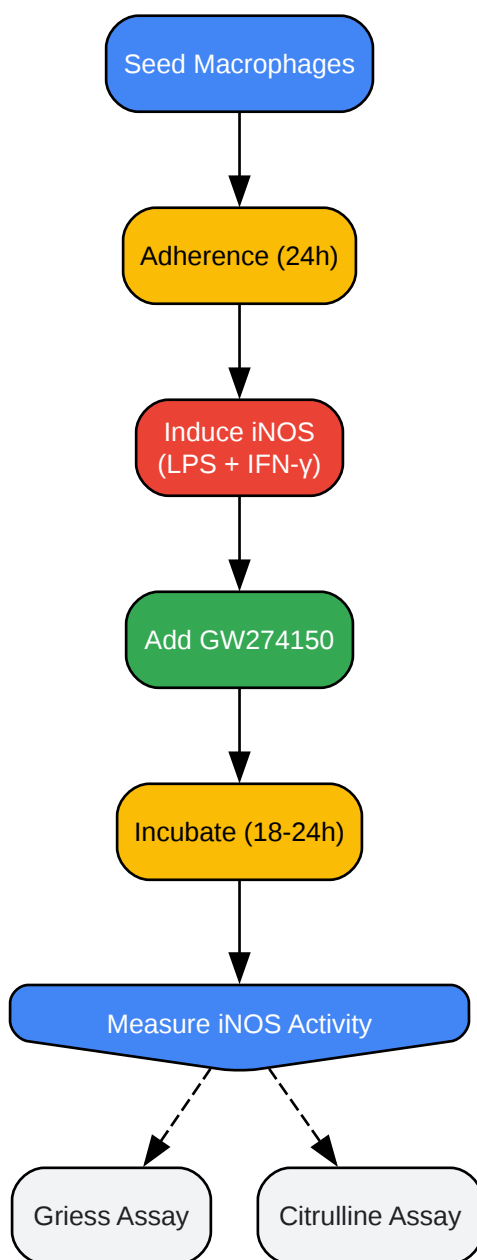 Seed Macrophages
Adherence (24h)
Induce iNOS
(LPS + IFN-γ)
Add GW274150
Incubate (18-24h)
Measure iNOS Activity
Griess Assay
Citrulline Assay